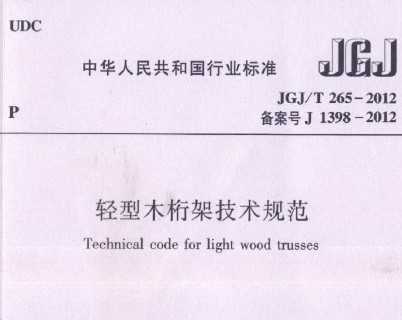 UDC
中华人民共和国行业标准
JGJ
JGJ/T 265-2012
P
备案号 J 1398-2012
轻型木桁架技术规范
Technical code for light wood trusses